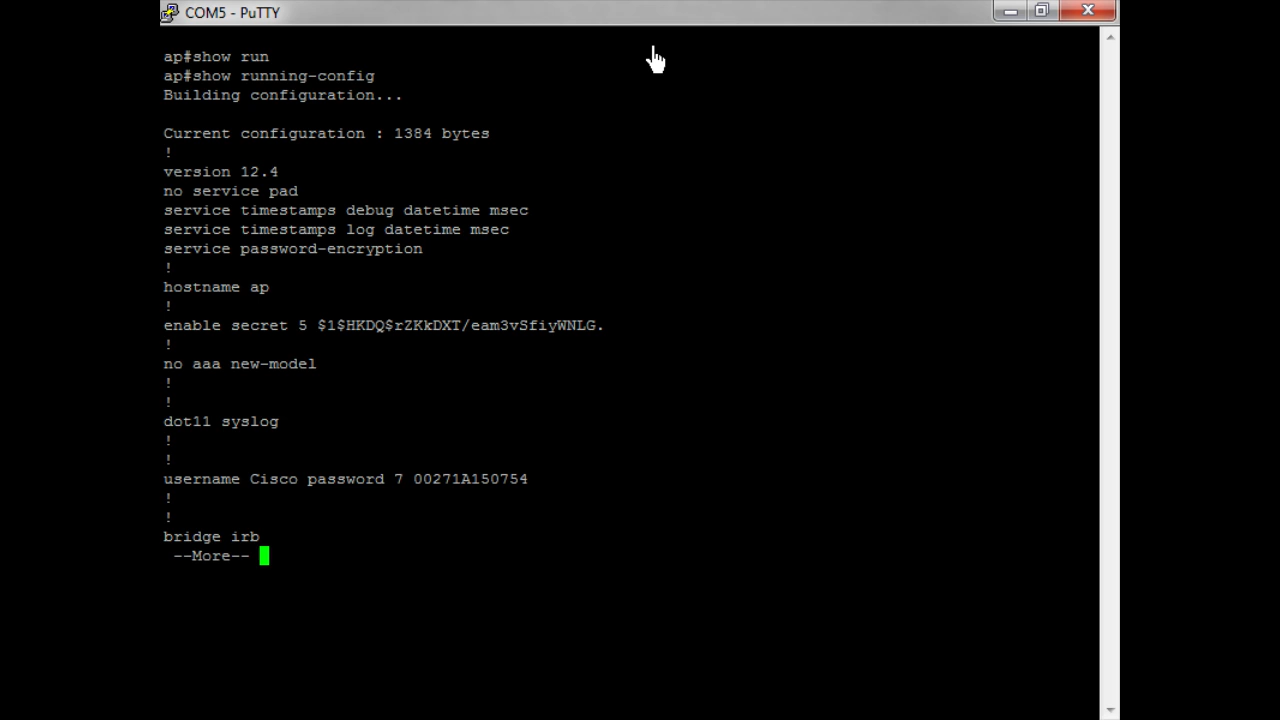 COM5 - PuTTY
ap#show run
ap#show running-config
Building configuration...
Current configuration : 1384 bytes
!
version 12.4
no service pad
service timestamps debug datetime msec
service timestamps log datetime msec
service password-encryption
!
hostname ap
!
enable secret 5 $1$HKDQ$rZKkDXT/eam3vSfiyWNLG.
!
no aaa new-model
!
!
dot11 syslog
!
!
username Cisco password 7 00271A150754
!
!
bridge irb
--More--